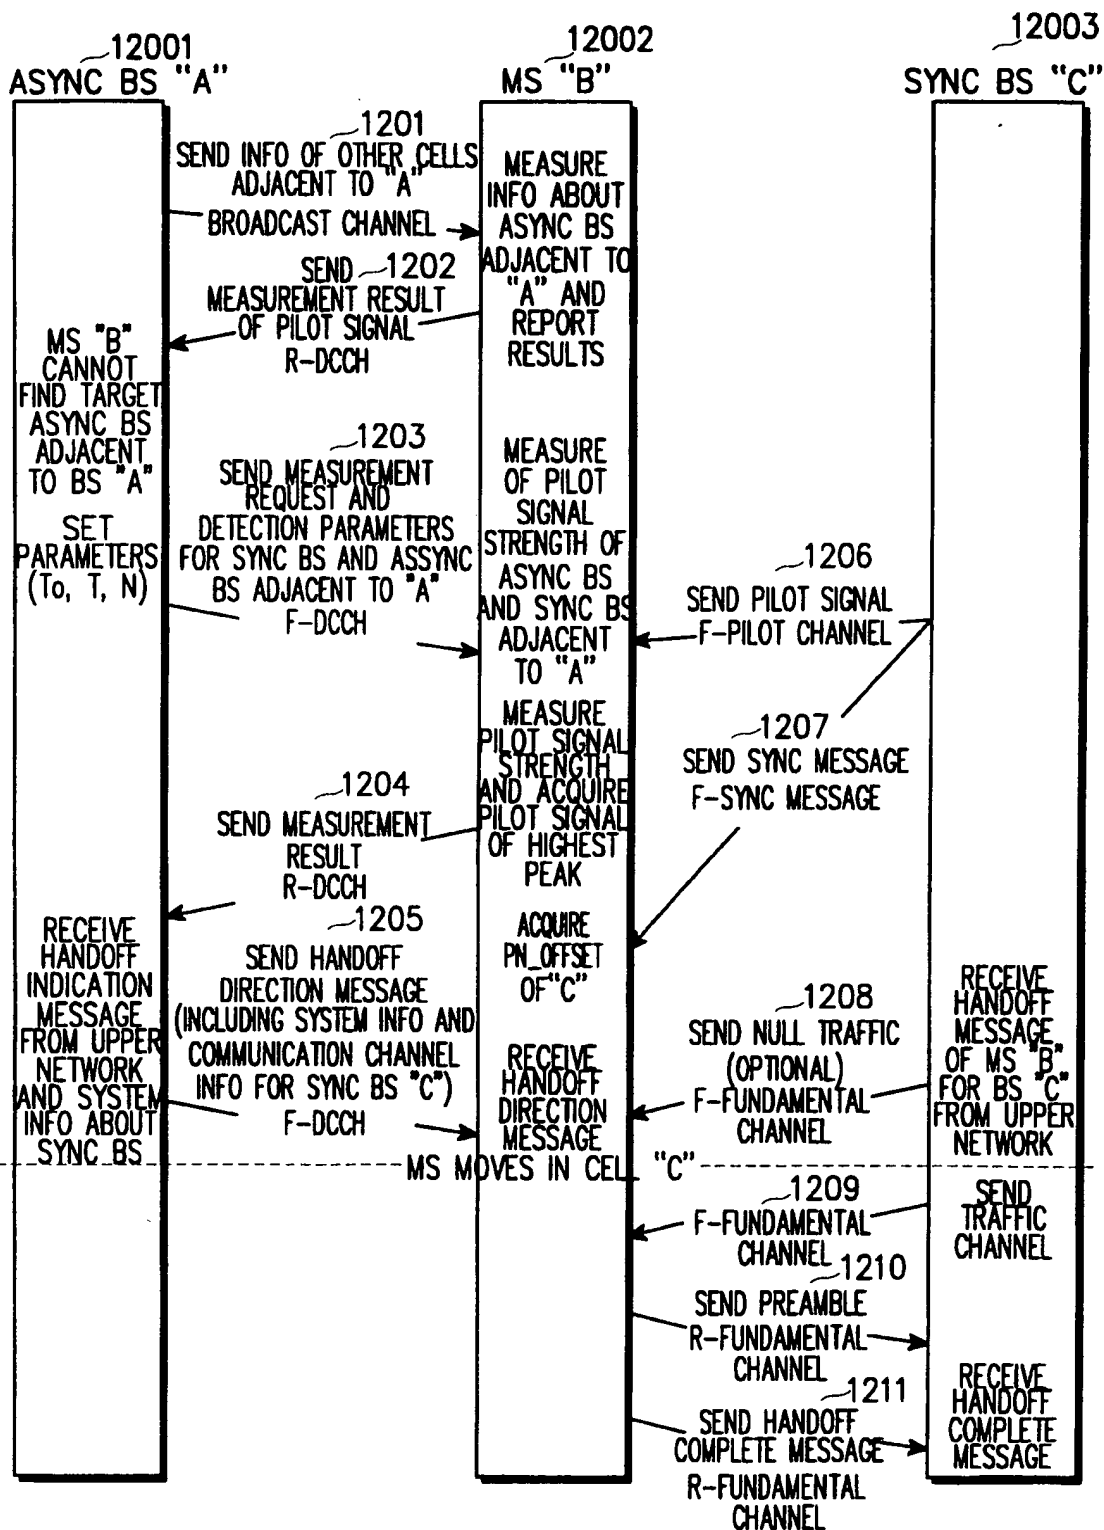 12001
ASYNC BS "A"
12002
MS "B"
12003
SYNC BS "C"
1201
SEND INFO OF OTHER CELLS
ADJACENT TO "A"
BROADCAST CHANNEL
MEASURE
INFO ABOUT
ASYNC BS
ADJACENT TO
"A" AND
REPORT
RESULTS
SEND
1202
MEASUREMENT RESULT
OF PILOT SIGNAL
R-DCCH
MS "B"
CANNOT
FIND TARGET
ASYNC BS
ADJACENT
TO BS "A"
SET
PARAMETERS
(To, T, N)
1203
SEND MEASUREMENT
REQUEST AND
DETECTION PARAMETERS
FOR SYNC BS AND ASSYNC
BS ADJACENT TO "A"
F-DCCH
MEASURE
OF PILOT
SIGNAL
STRENGTH OF
ASYNC BS
AND SYNC BS
ADJACENT
TO "A"
1206
SEND PILOT SIGNAL
F-PILOT CHANNEL
MEASURE
PILOT SIGNAL
STRENGTH
AND ACQUIRE
PILOT SIGNAL
OF HIGHEST
PEAK
1207
SEND SYNC MESSAGE
F-SYNC MESSAGE
1204
SEND MEASUREMENT
RESULT
R-DCCH
ACQUIRE
PN_OFFSET
OF"C"
RECEIVE
HANDOFF
INDICATION
MESSAGE
FROM UPPER
NETWORK
AND SYSTEM
INFO ABOUT
SYNC BS
1205
SEND HANDOFF
DIRECTION MESSAGE
(INCLUDING SYSTEM INFO AND
COMMUNICATION CHANNEL
INFO FOR SYNC BS "C")
F-DCCH
RECEIVE
HANDOFF
DIRECTION
MESSAGE
1208
SEND NULL TRAFFIC
(OPTIONAL)
F-FUNDAMENTAL
CHANNEL
RECEIVE
HANDOFF
MESSAGE
OF MS "B"
FOR BS "C"
FROM UPPER
NETWORK
MS MOVES IN CELL "C"
1209
F-FUNDAMENTAL
CHANNEL
SEND
TRAFFIC
CHANNEL
1210
SEND PREAMBLE
R-FUNDAMENTAL
CHANNEL
1211
SEND HANDOFF
COMPLETE MESSAGE
R-FUNDAMENTAL
CHANNEL
RECEIVE
HANDOFF
COMPLETE
MESSAGE